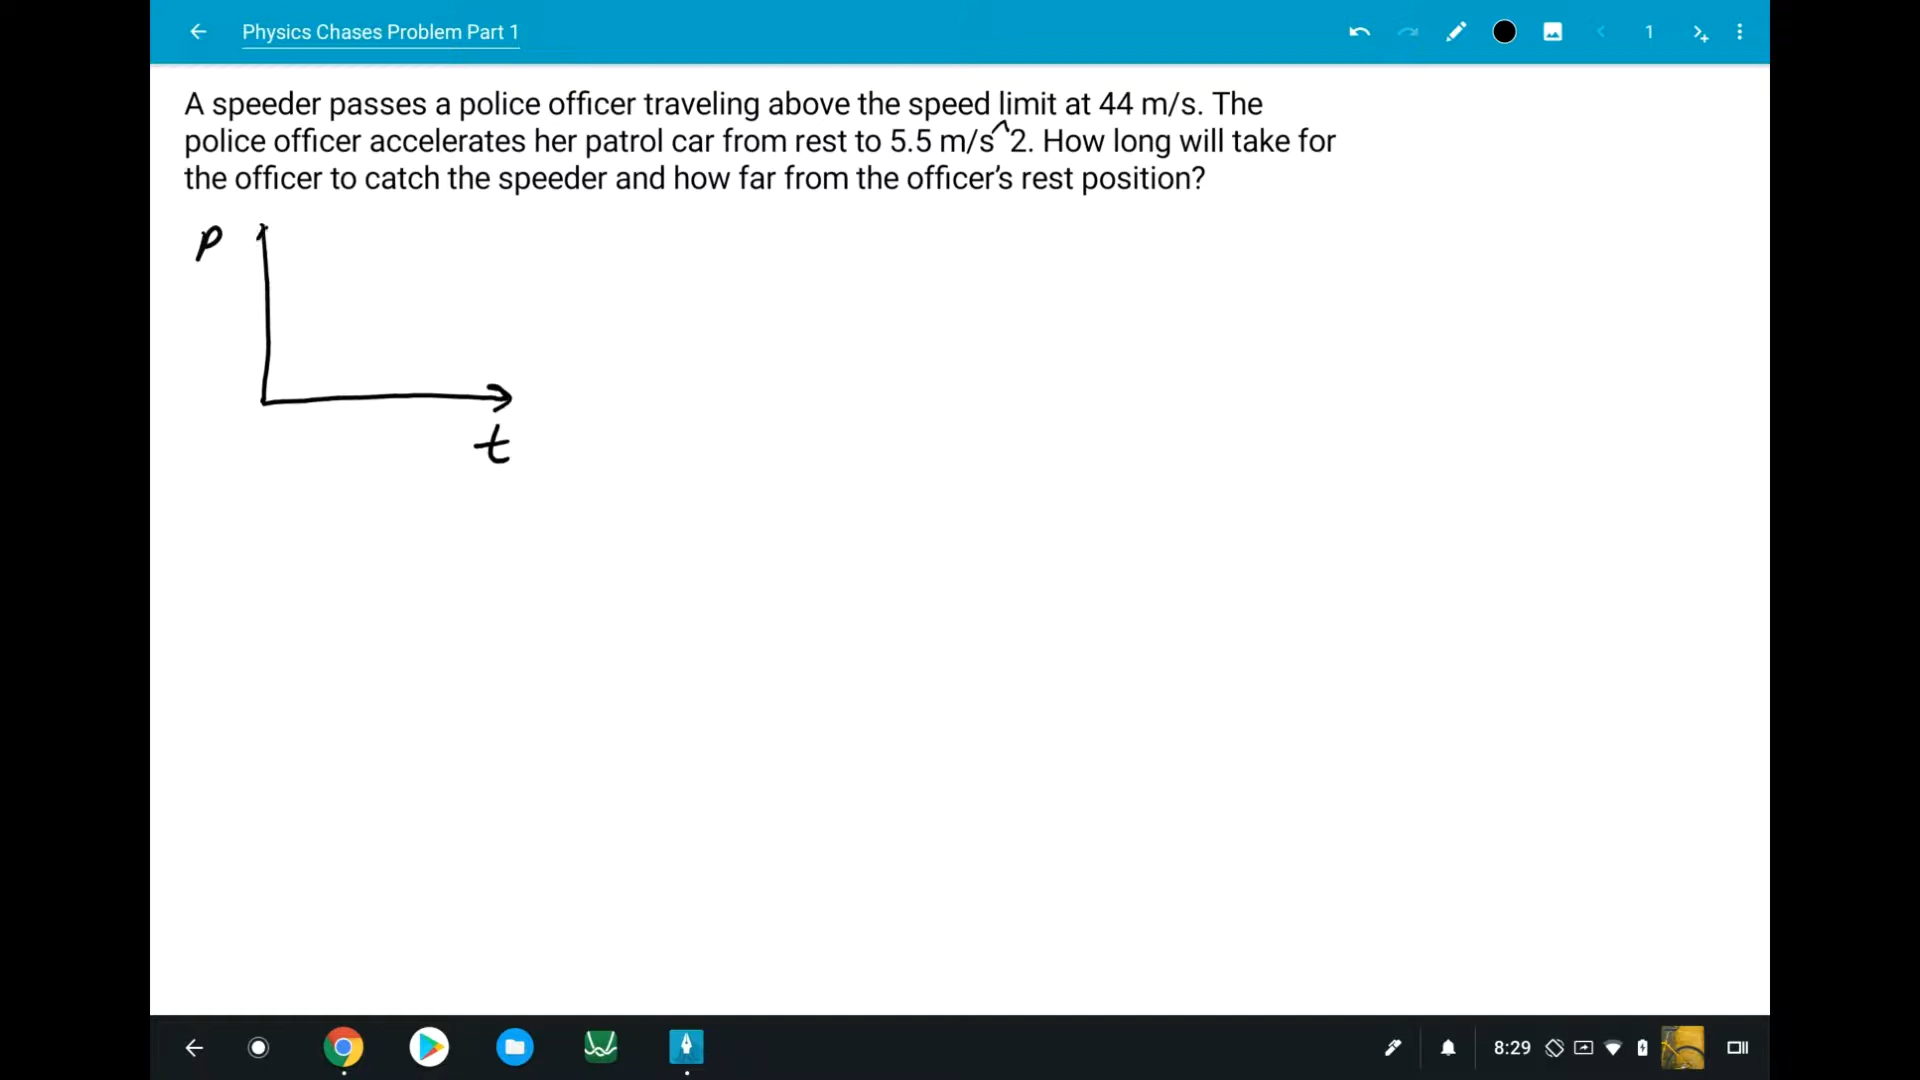 Physics Chases Problem Part 1
1
A speeder passes a police officer traveling above the speed limit at 44 m/s. The
police officer accelerates her patrol car from rest to 5.5 m/s^2. How long will take for
the officer to catch the speeder and how far from the officer's rest position?
P
t
8:29